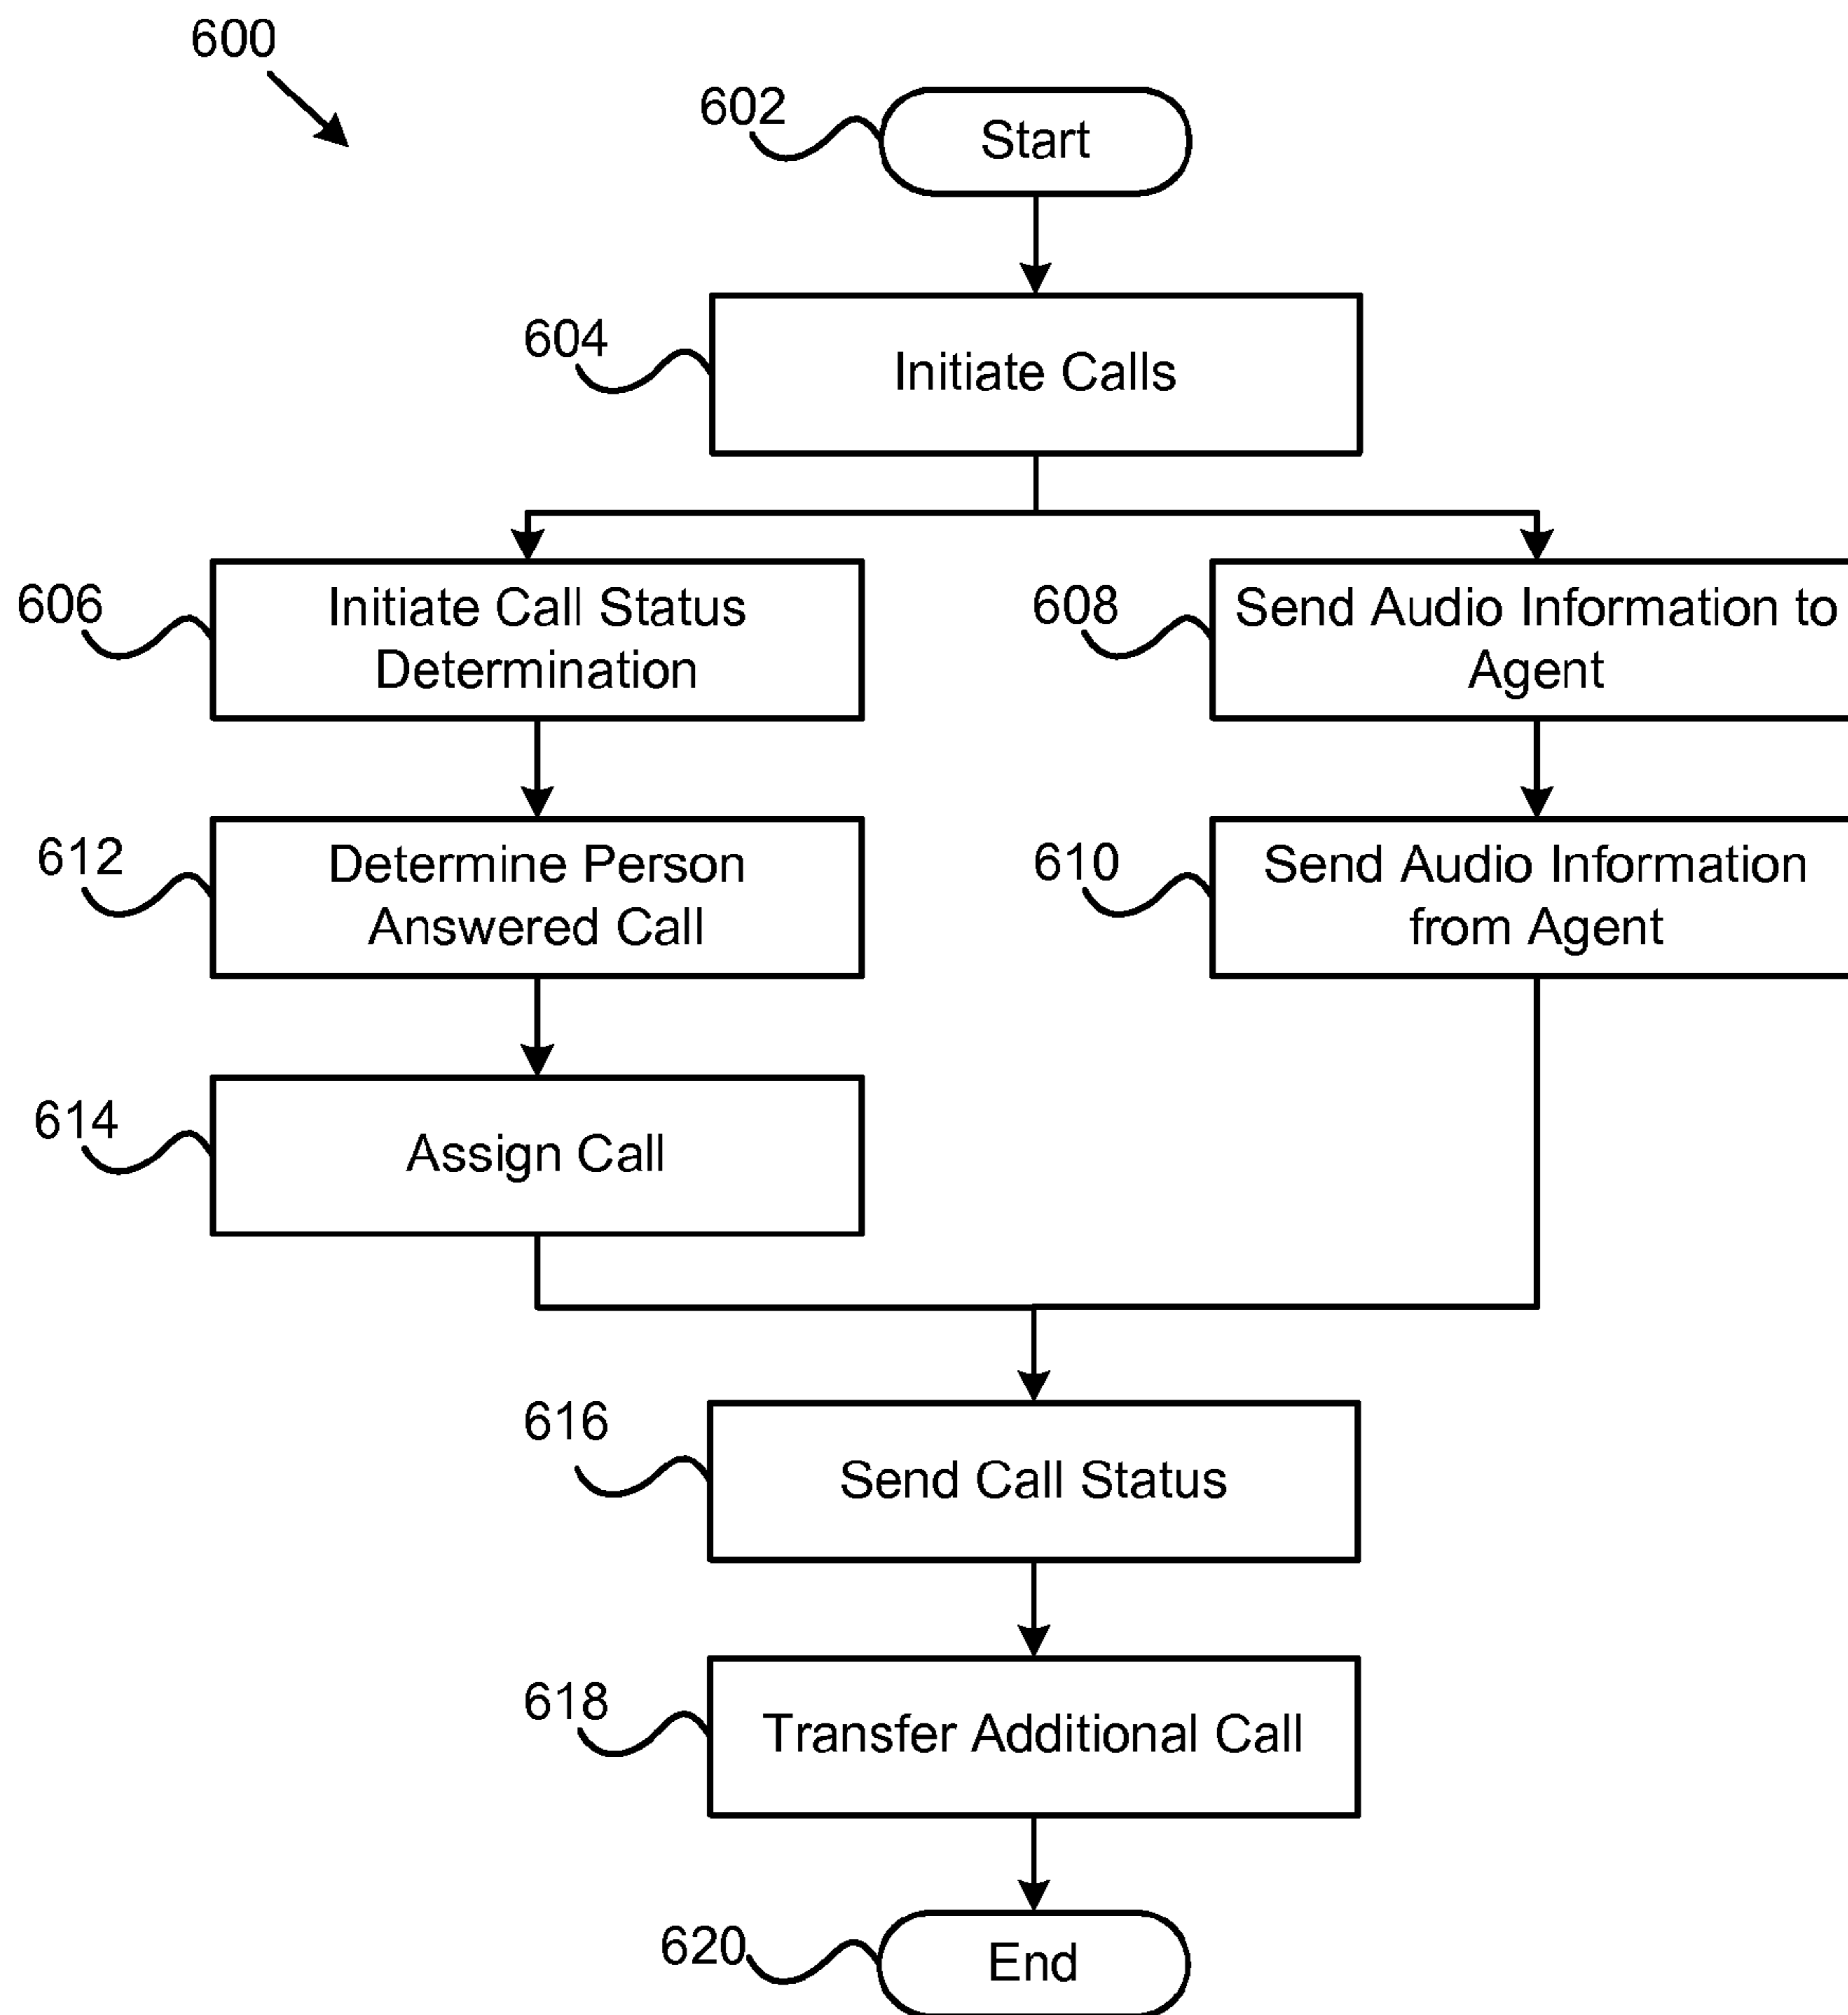 600
602
Start
604
Initiate Calls
606
Initiate Call Status
Determination
608
Send Audio Information to
Agent
612
Determine Person
Answered Call
610
Send Audio Information
from Agent
614
Assign Call
616
Send Call Status
618
Transfer Additional Call
620
End